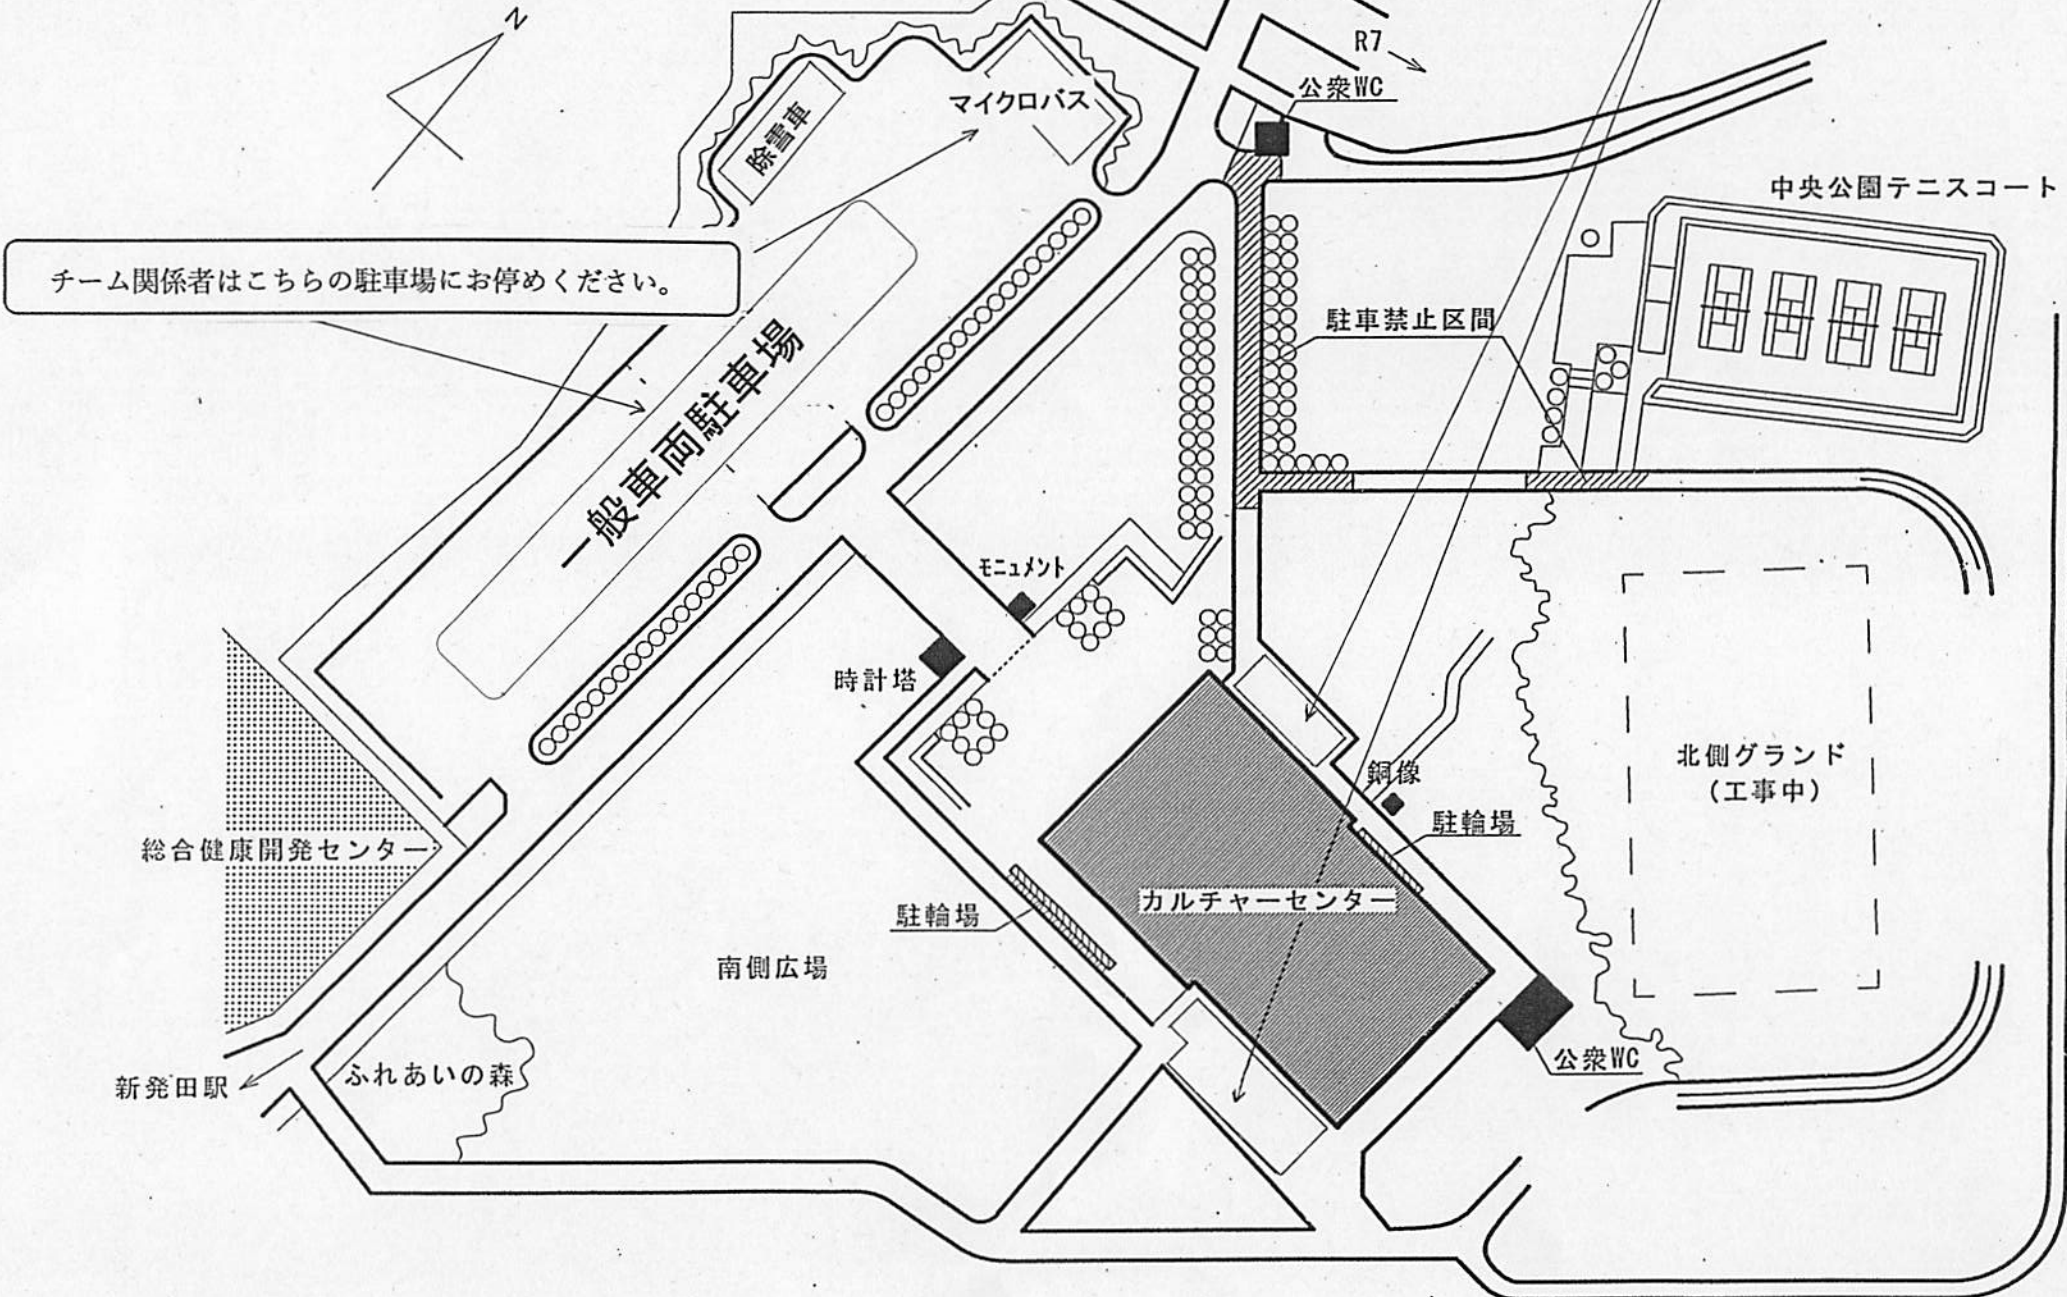 N
R7
公衆WC
マイクロバス
除雪車
中央公園テニスコート
チーム関係者はこちらの駐車場にお停めください。
駐車禁止区間
一般車両駐車場
モニュメント
時計塔
北側グランド
(工事中)
銅像
駐輪場
総合健康開発センター
カルチャーセンター
駐輪場
南側広場
公衆WC
ふれあいの森
新発田駅